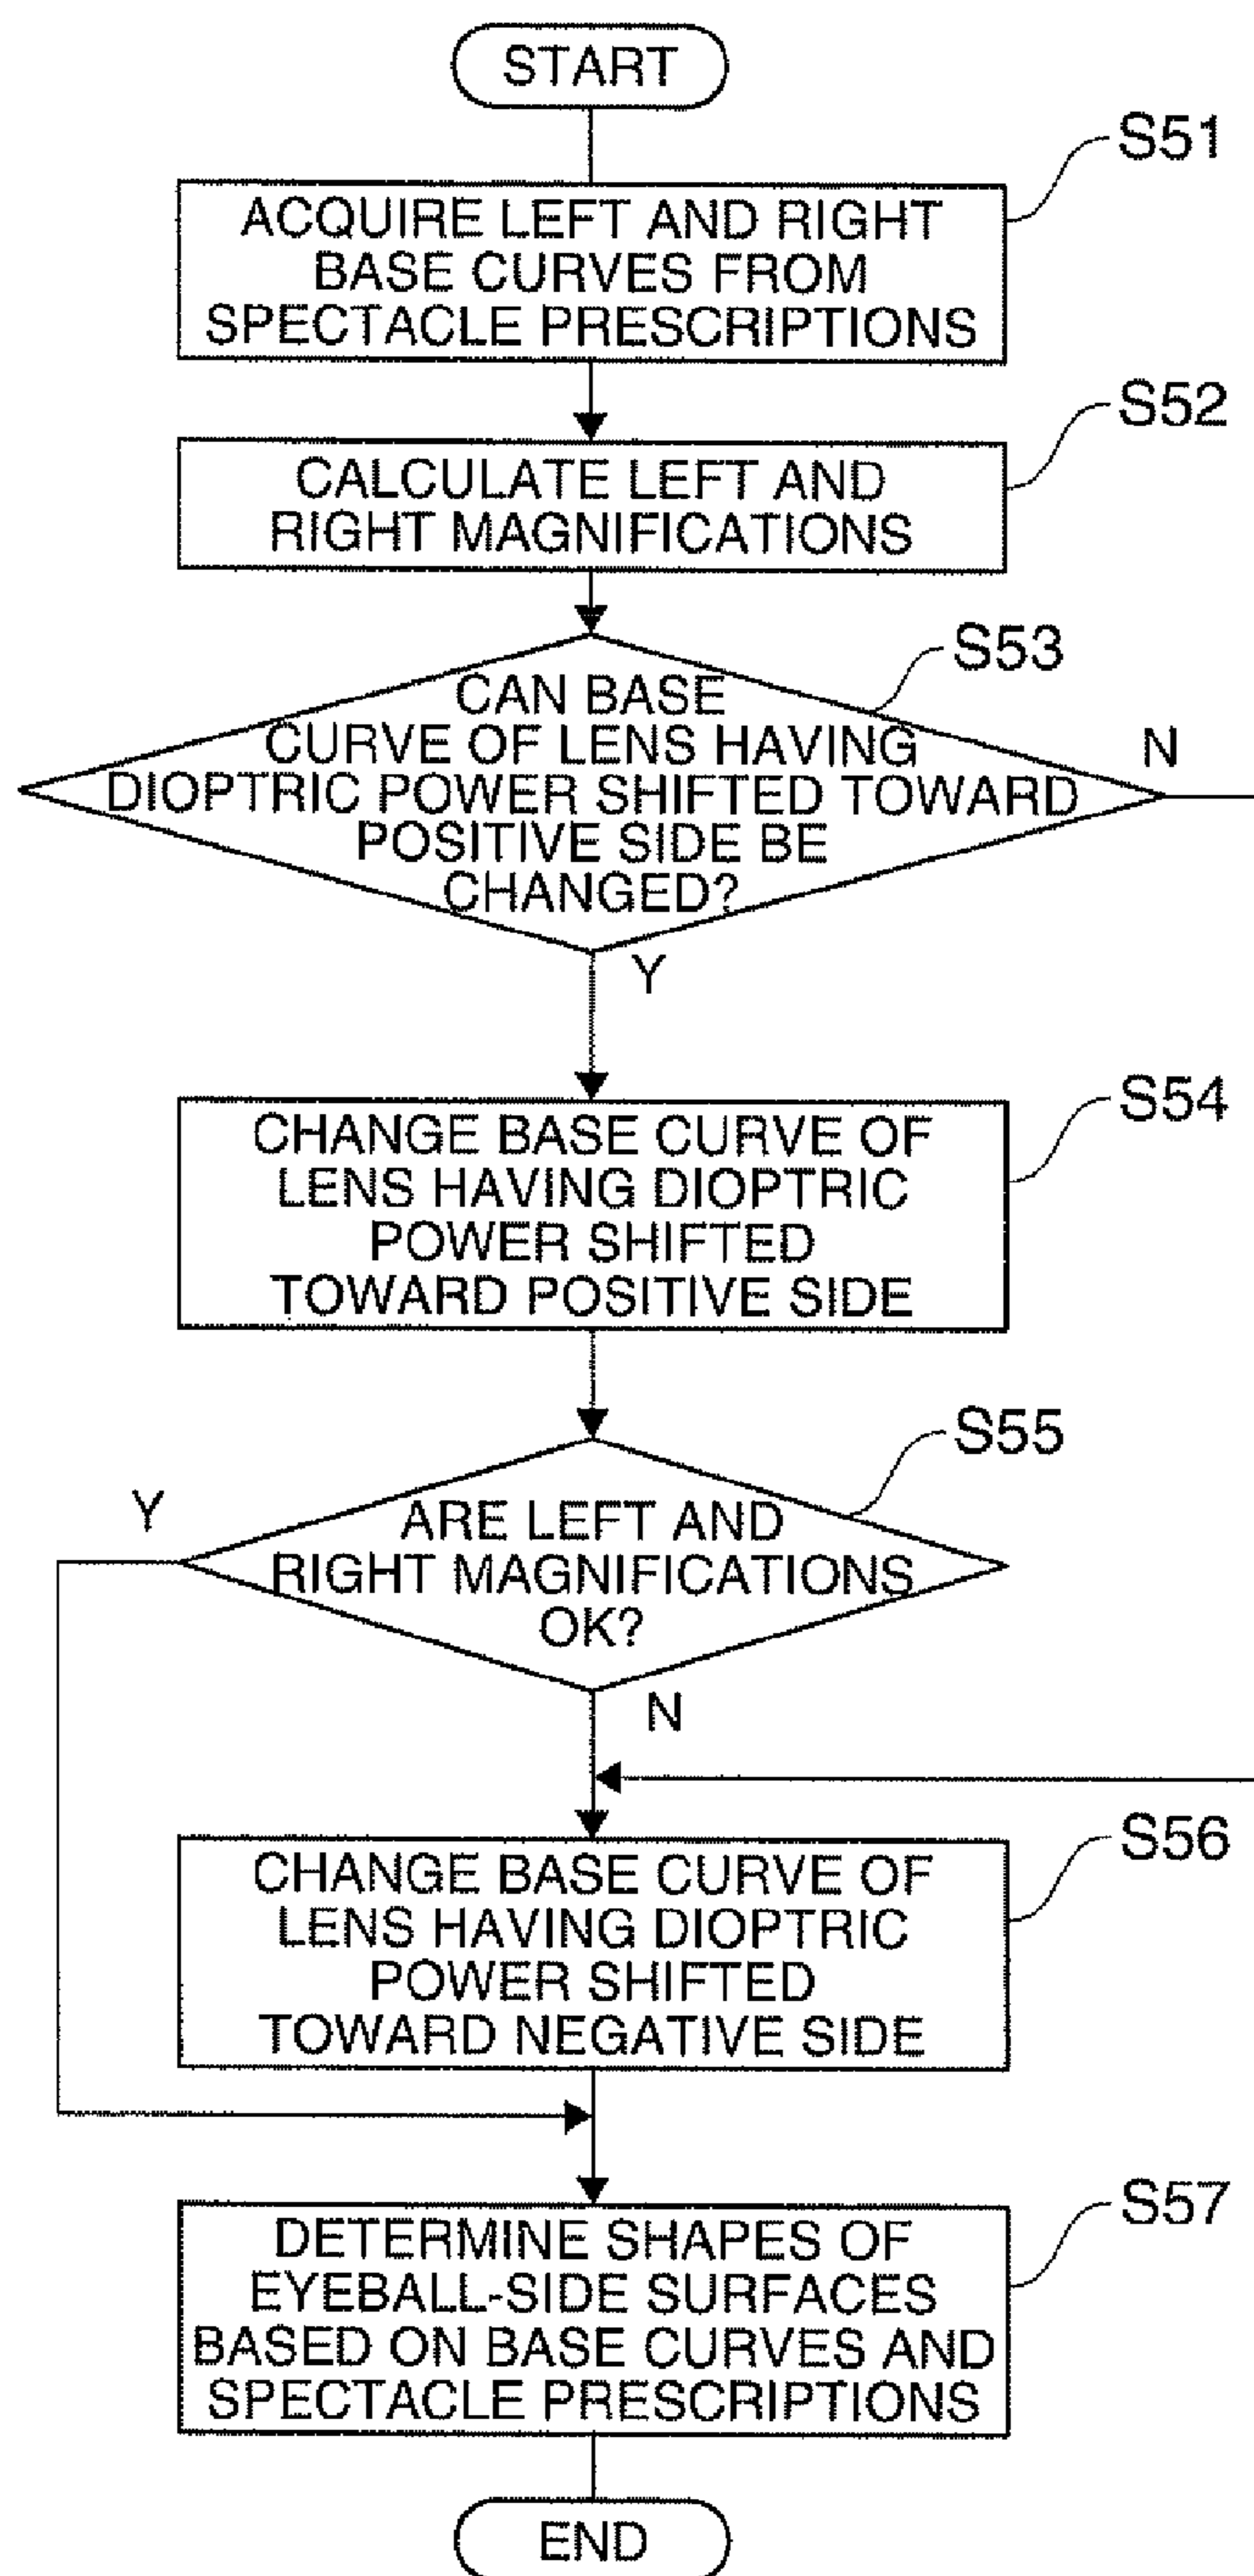 START
S51
ACQUIRE LEFT AND RIGHT
BASE CURVES FROM
SPECTACLE PRESCRIPTIONS
S52
CALCULATE LEFT AND
RIGHT MAGNIFICATIONS
S53
CAN BASE
CURVE OF LENS HAVING
DIOPTRIC POWER SHIFTED TOWARD
POSITIVE SIDE BE
CHANGED?
N
Y
S54
CHANGE BASE CURVE OF
LENS HAVING DIOPTRIC
POWER SHIFTED
TOWARD POSITIVE SIDE
S55
Y
ARE LEFT AND
RIGHT MAGNIFICATIONS
OK?
N
S56
CHANGE BASE CURVE OF
LENS HAVING DIOPTRIC
POWER SHIFTED
TOWARD NEGATIVE SIDE
S57
DETERMINE SHAPES OF
EYEBALL-SIDE SURFACES
BASED ON BASE CURVES AND
SPECTACLE PRESCRIPTIONS
END